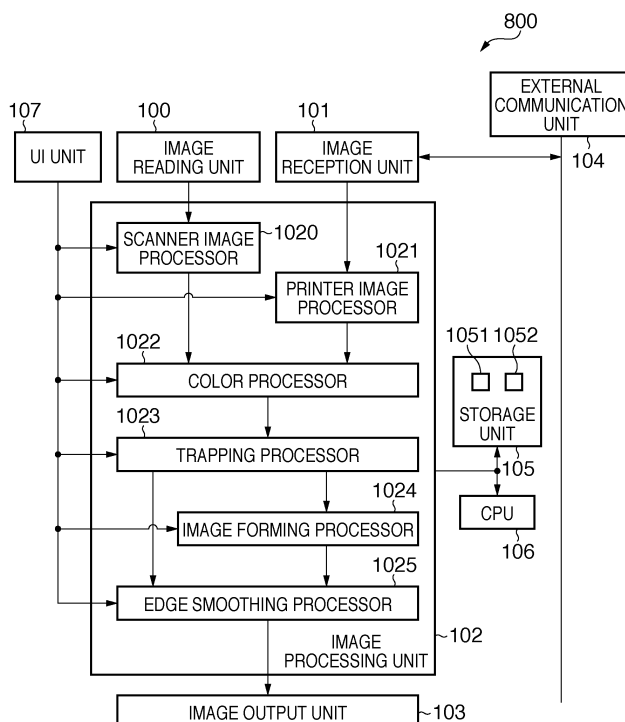 800
107
100
101
EXTERNAL
COMMUNICATION
UNIT
104
UI UNIT
IMAGE
READING UNIT
IMAGE
RECEPTION UNIT
SCANNER IMAGE
PROCESSOR
1020
1021
PRINTER IMAGE
PROCESSOR
1022
COLOR PROCESSOR
1051
1052
STORAGE
UNIT
105
1023
TRAPPING PROCESSOR
1024
IMAGE FORMING PROCESSOR
CPU
106
1025
EDGE SMOOTHING PROCESSOR
IMAGE
PROCESSING UNIT
102
IMAGE OUTPUT UNIT
103